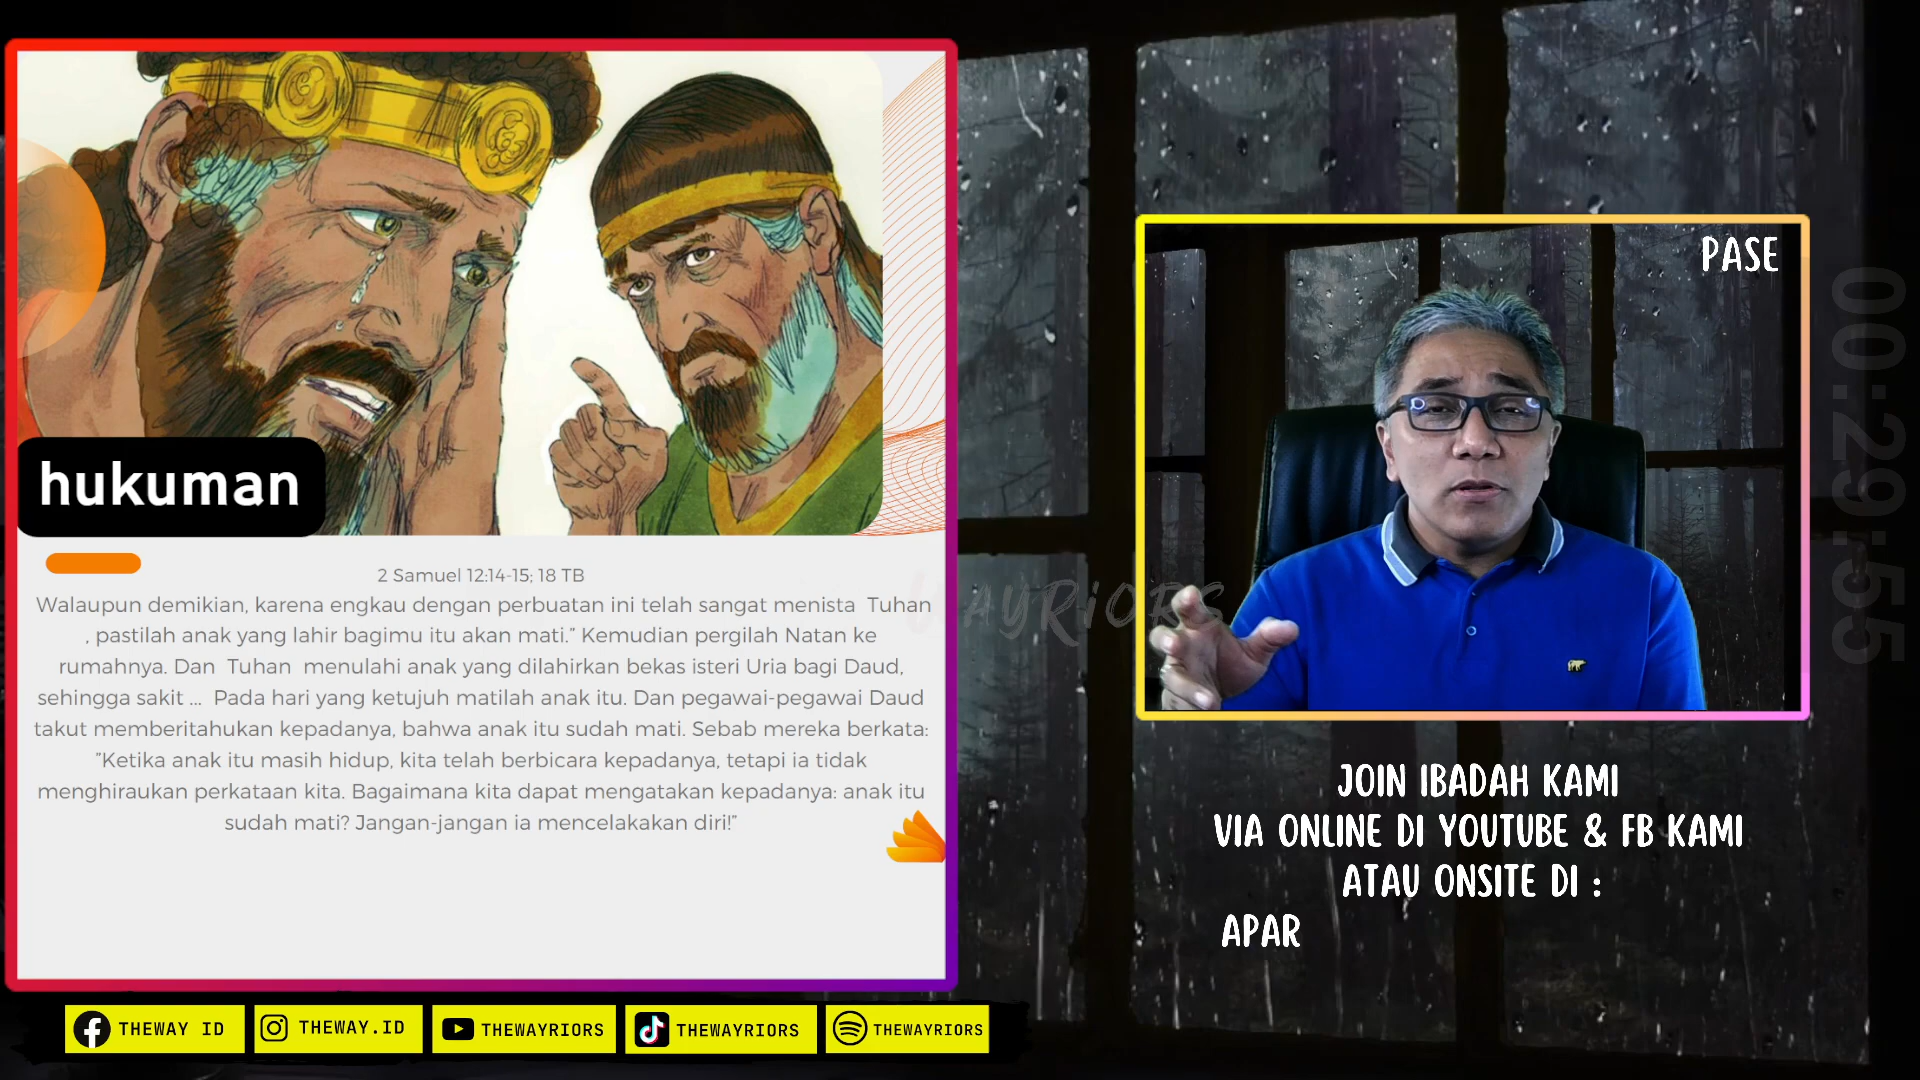 hukuman
2 Samuel 12:14-15; 18 TB
Walaupun demikian, karena engkau dengan perbuatan ini telah sangat menista Tuhan
, pastilah anak yang lahir bagimu itu akan mati." Kemudian pergilah Natan ke
rumahnya. Dan Tuhan menulahi anak yang dilahirkan bekas isteri Uria bagi Daud,
sehingga sakit ... Pada hari yang ketujuh matilah anak itu. Dan pegawai-pegawai Daud
takut memberitahukan kepadanya, bahwa anak itu sudah mati. Sebab mereka berkata:
"Ketika anak itu masih hidup, kita telah berbicara kepadanya, tetapi ia tidak
menghiraukan perkataan kita. Bagaimana kita dapat mengatakan kepadanya: anak itu
sudah mati? Jangan-jangan ia mencelakakan diri!"
PASE
00:29:55
WAYRIORS
JOIN IBADAH KAMI
VIA ONLINE DI YOUTUBE & FB KAMI
ATAU ONSITE DI :
APAR
THEWAY ID
THEWAY.ID
THEWAYRIORS
THEWAYRIORS
THEWAYRIORS